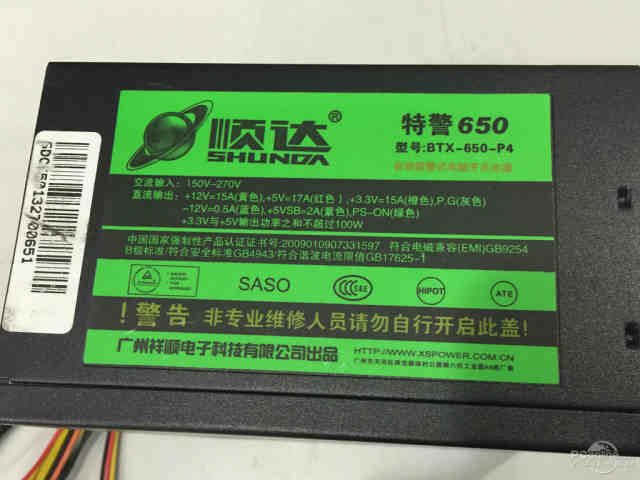 顺达®
SHUNDA
特警650
型号:BTX-650-P4
交流输入:150V-270V
直流输出:+12V=15A(黄色),+5V=17A(红色),+3.3V=15A(橙色),P.G(灰色)
-12V=0.5A(蓝色),+5VSB=2A(紫色),PS-ON(绿色)
+3.3V与+5V输出功率之和不超过100W
中国国家强制性产品认证证书号:2009010907331597 符合电磁兼容(EMI)GB9254
B级标准/符合安全标准GB4943/符合谐波电流限值GB17625-1
SASO
HIPOT
ATE
!警告 非专业维修人员请勿自行开启此盖!
广州祥顺电子科技有限公司出品
HTTP://WWW.XSPOWER.COM.CN
132700651